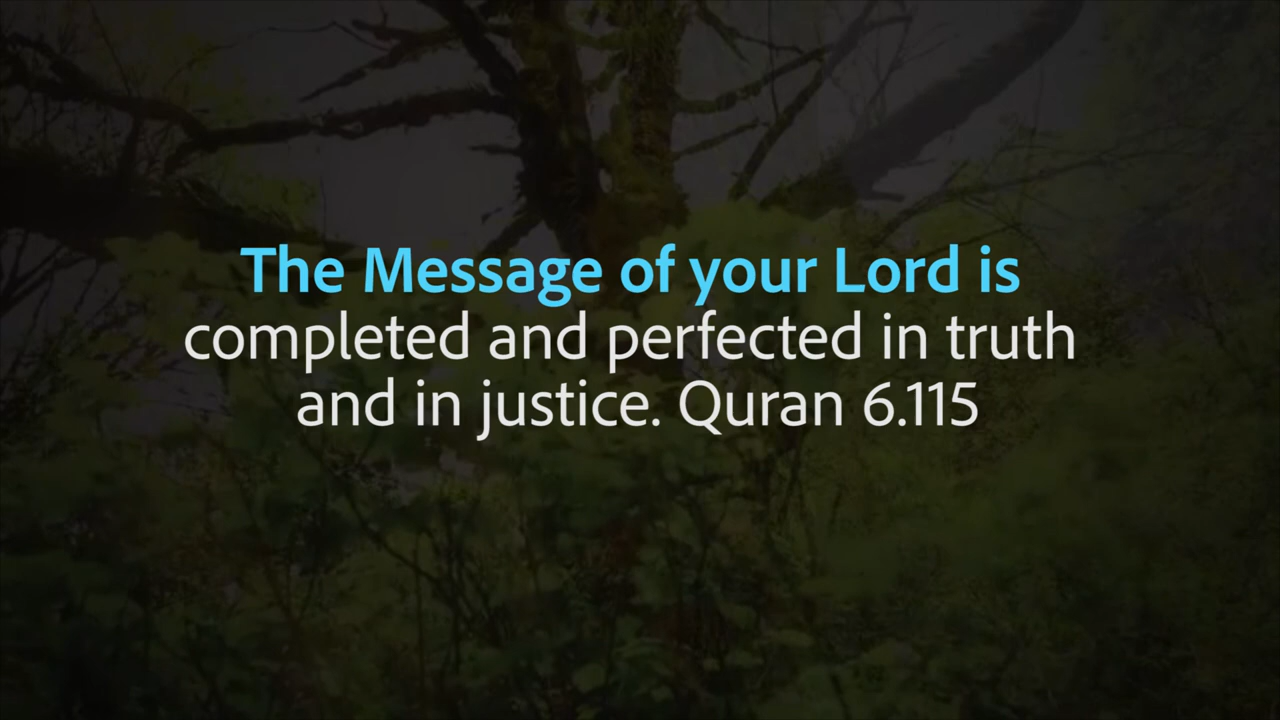 The Message of your Lord is
completed and perfected in truth
and in justice. Quran 6.115